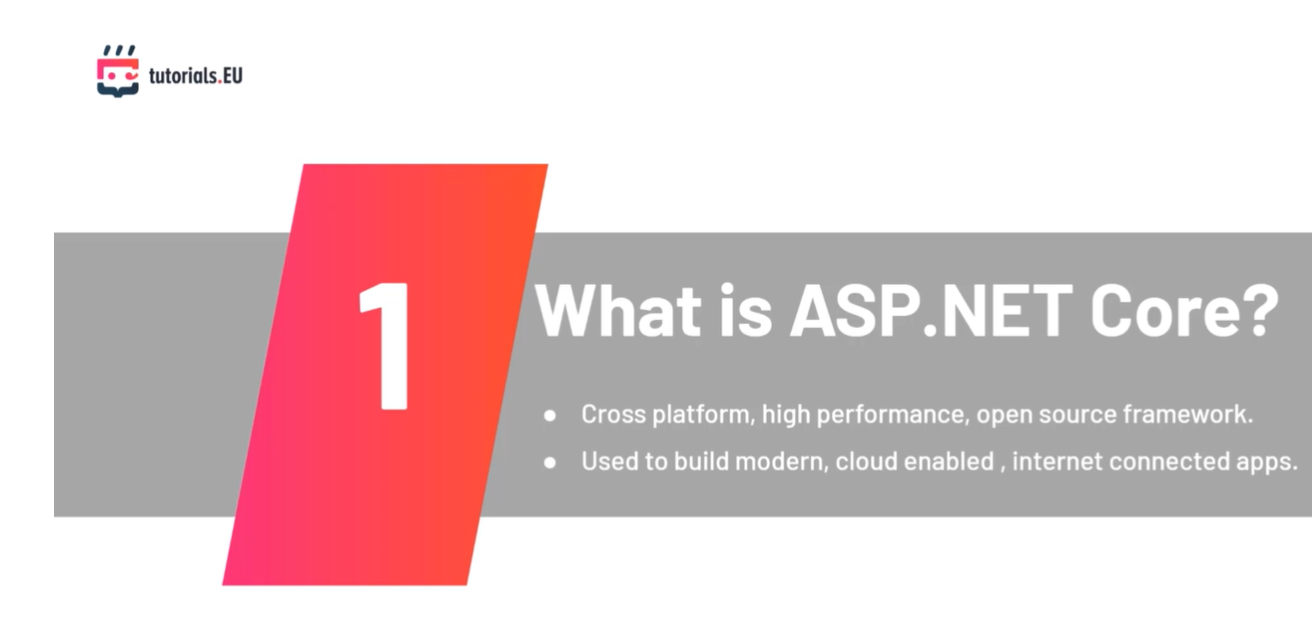 tutorials.EU
1
What is ASP.NET Core?
● Cross platform, high performance, open source framework.
● Used to build modern, cloud enabled , internet connected apps.